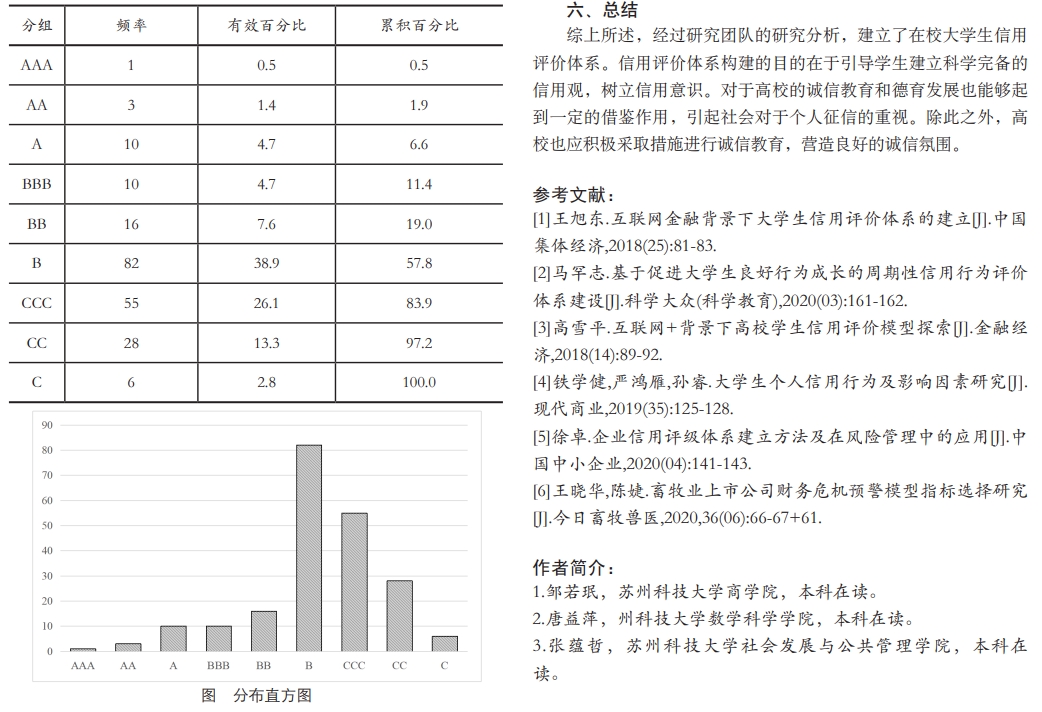 分组 频率 有效百分比 累积百分比
AAA 1 0.5 0.5
AA 3 1.4 1.9
A 10 4.7 6.6
BBB 10 4.7 11.4
BB 16 7.6 19.0
B 82 38.9 57.8
CCC 55 26.1 83.9
CC 28 13.3 97.2
C 6 2.8 100.0
90
80
70
60
50
40
30
20
10
0
AAA AA A BBB BB B CCC CC C
图 分布直方图
六、总结
综上所述，经过研究团队的研究分析，建立了在校大学生信用
评价体系。信用评价体系构建的目的在于引导学生建立科学完备的
信用观，树立信用意识。对于高校的诚信教育和德育发展也能够起
到一定的借鉴作用，引起社会对于个人征信的重视。除此之外，高
校也应积极采取措施进行诚信教育，营造良好的诚信氛围。
参考文献：
[1]王旭东.互联网金融背景下大学生信用评价体系的建立[J].中国
集体经济,2018(25):81-83.
[2]马军志.基于促进大学生良好行为成长的周期性信用行为评价
体系建设[J].科学大众(科学教育),2020(03):161-162.
[3]高雪平.互联网+背景下高校学生信用评价模型探索[J].金融经
济,2018(14):89-92.
[4]铁学健,严鸿雁,孙睿.大学生个人信用行为及影响因素研究[J].
现代商业,2019(35):125-128.
[5]徐卓.企业信用评级体系建立方法及在风险管理中的应用[J].中
国中小企业,2020(04):141-143.
[6]王晓华,陈婕.畜牧业上市公司财务危机预警模型指标选择研究
[J].今日畜牧兽医,2020,36(06):66-67+61.
作者简介：
1.邹若珉，苏州科技大学商学院，本科在读。
2.唐益萍，州科技大学数学科学学院，本科在读。
3.张蕴哲，苏州科技大学社会发展与公共管理学院，本科在
读。